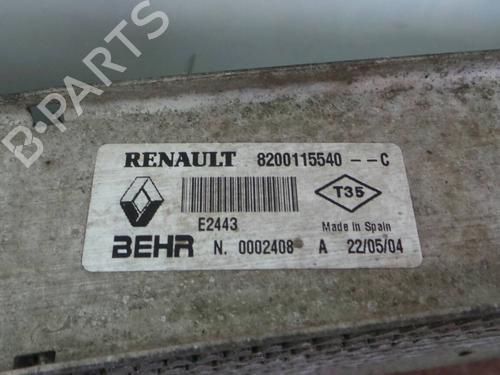 B-PARTS
RENAULT 8200115540 --C
T35
E2443
Made in Spain
BEHR N. 0002408 A 22/05/04